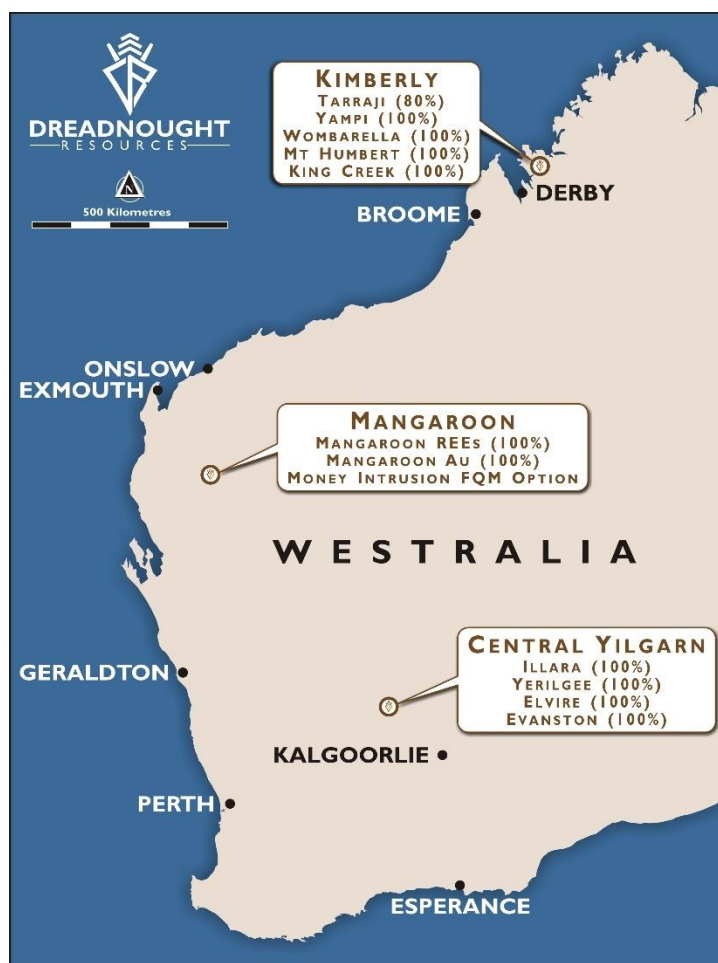 DREADNOUGHT
RESOURCES
N
500 Kilometres
KIMBERLY
TARRAJI (80%)
YAMPI (100%)
WOMBARELLA (100%)
MT HUMBERT (100%)
KING CREEK (100%)
DERBY
BROOME
ONSLOW
EXMOUTH
MANGAROON
MANGAROON REES (100%)
MANGAROON AU (100%)
MONEY INTRUSION FQM OPTION
WESTRALIA
CENTRAL YILGARN
ILLARA (100%)
YERILGEE (100%)
ELVIRE (100%)
EVANSTON (100%)
GERALDTON
KALGOORLIE
PERTH
ESPERANCE